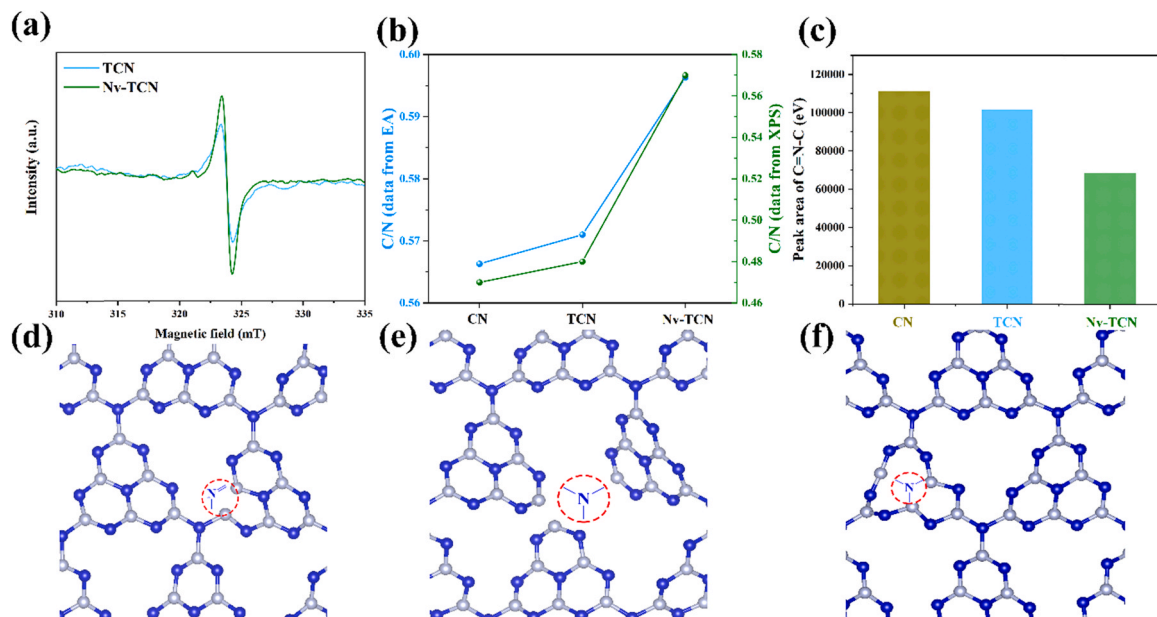 (a)
TCN
Nv-TCN
Intensity (a.u.)
310 315 320 325 330 335
Magnetic field (mT)
(b)
0.60
0.59
0.58
0.57
0.56
C/N (data from EA)
0.58
0.56
0.54
0.52
0.50
0.48
0.46
C/N (data from XPS)
CN TCN Nv-TCN
(c)
120000
100000
80000
60000
40000
20000
0
Peak area of C=N-C (eV)
CN TCN Nv-TCN
(d)
N
(e)
N
(f)
N